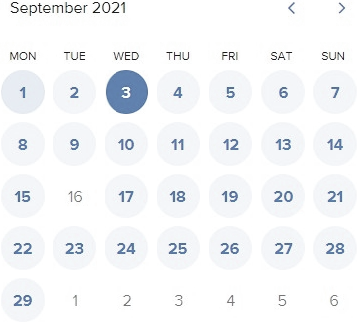 September 2021
MON TUE WED THU FRI SAT SUN
1 2 3 4 5 6 7
8 9 10 11 12 13 14
15 16 17 18 19 20 21
22 23 24 25 26 27 28
29 1 2 3 4 5 6